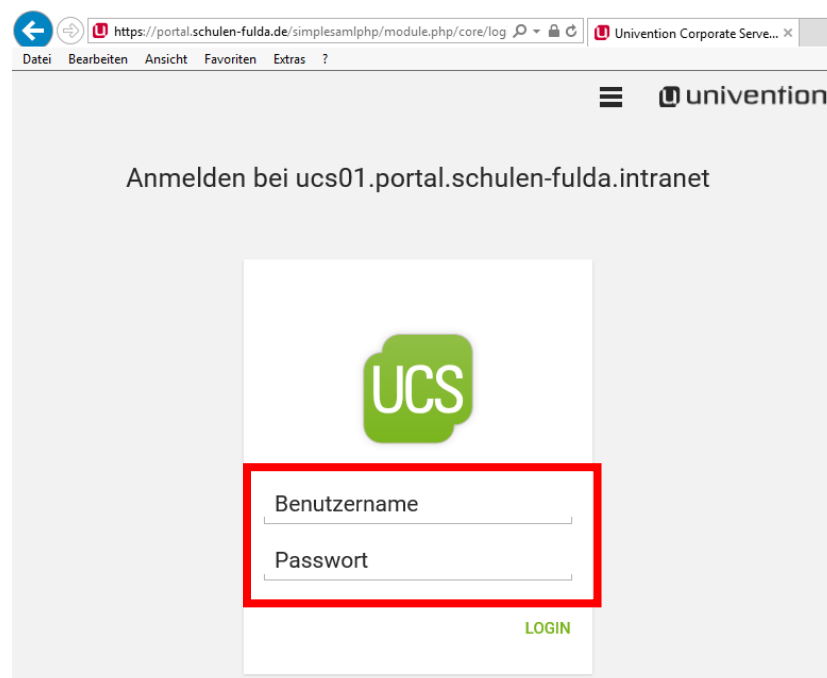 https://portal.schulen-fulda.de/simplesamlphp/module.php/core/log
Univention Corporate Serve...
Datei Bearbeiten Ansicht Favoriten Extras ?
univention
Anmelden bei ucs01.portal.schulen-fulda.intranet
UCS
Benutzername
Passwort
LOGIN